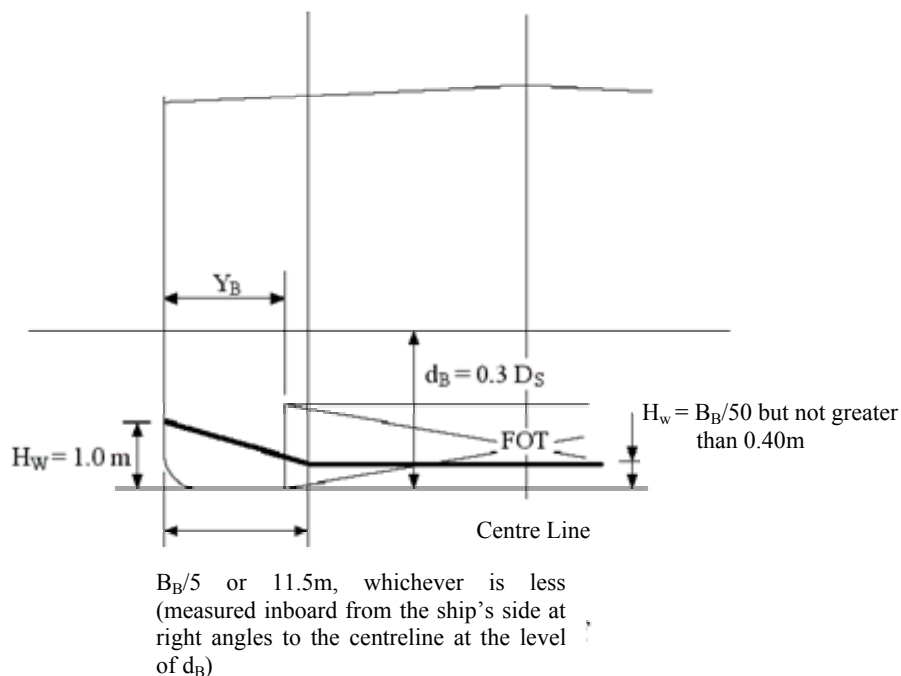 Y_B
d_B = 0.3 D_S
H_w = B_B/50 but not greater
than 0.40m
FOT
H_W = 1.0 m
Centre Line
B_B/5 or 11.5m, whichever is less
(measured inboard from the ship's side at
right angles to the centreline at the level
of d_B)